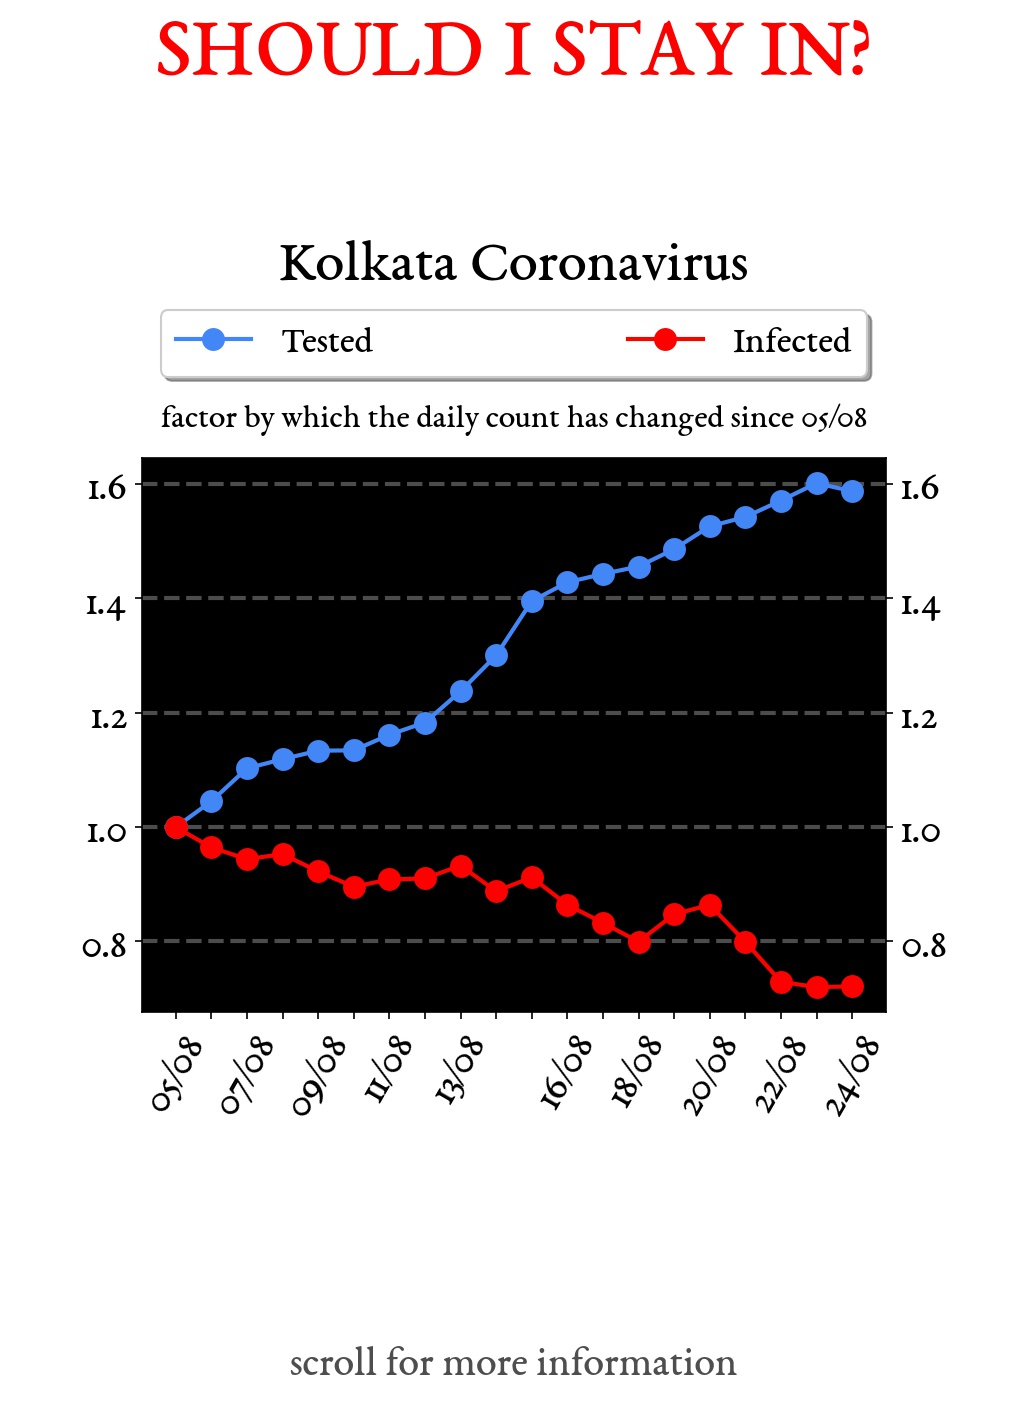 SHOULD I STAY IN?
Kolkata Coronavirus
Tested Infected
factor by which the daily count has changed since 05/08
1.6 1.6
1.4 1.4
1.2 1.2
1.0 1.0
0.8 0.8
05/08 07/08 09/08 11/08 13/08 16/08 18/08 20/08 22/08 24/08
scroll for more information